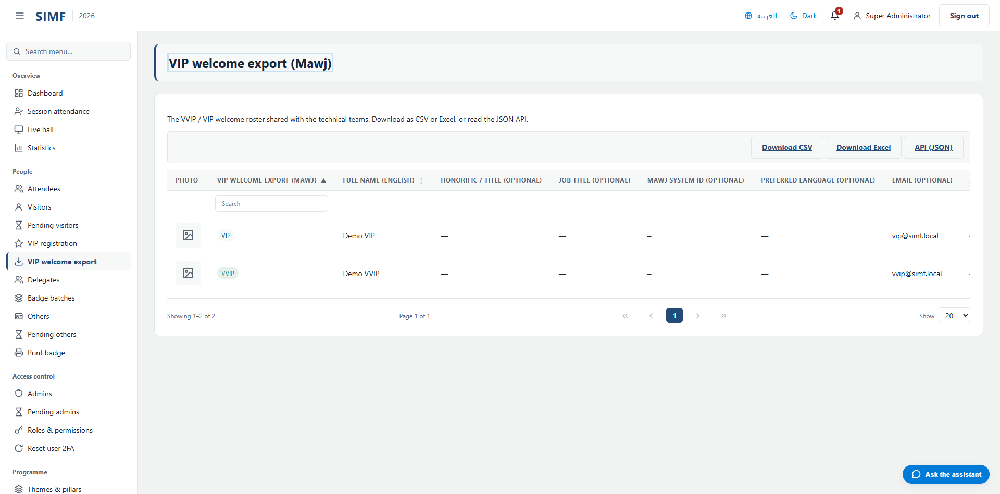 SIMF 2026
العربية Dark 1 Super Administrator Sign out
Search menu...
Overview
Dashboard
Session attendance
Live hall
Statistics
People
Attendees
Visitors
Pending visitors
VIP registration
VIP welcome export
Delegates
Badge batches
Others
Pending others
Print badge
Access control
Admins
Pending admins
Roles & permissions
Reset user 2FA
Programme
Themes & pillars
VIP welcome export (Mawj)
The VVIP / VIP welcome roster shared with the technical teams. Download as CSV or Excel, or read the JSON API.
Download CSV Download Excel API (JSON)
PHOTO VIP WELCOME EXPORT (MAWJ) ▲ FULL NAME (ENGLISH) HONORIFIC / TITLE (OPTIONAL) JOB TITLE (OPTIONAL) MAWJ SYSTEM ID (OPTIONAL) PREFERRED LANGUAGE (OPTIONAL) EMAIL (OPTIONAL)
Search
VIP Demo VIP — — – — vip@simf.local
VVIP Demo VVIP — — – — vvip@simf.local
Showing 1–2 of 2 Page 1 of 1 « ‹ 1 › » Show 20
Ask the assistant